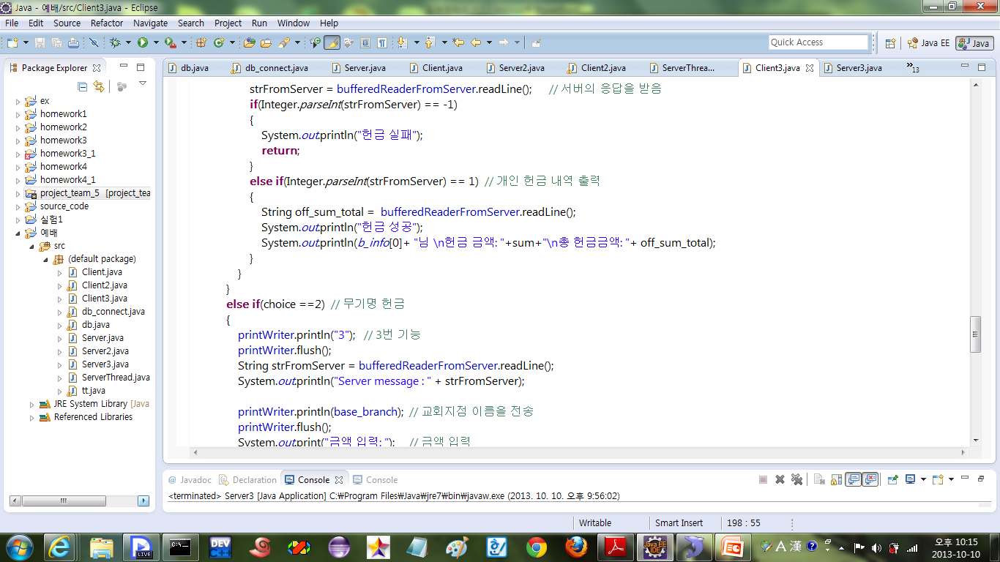 Java - 예배/src/Client3.java - Eclipse
File Edit Source Refactor Navigate Search Project Run Window Help
Quick Access
Java EE
Java
Package Explorer
ex
homework1
homework2
homework3
homework3_1
homework4
homework4_1
project_team_5 [project_tea
source_code
실험1
예배
src
(default package)
Client.java
Client2.java
Client3.java
db_connect.java
db.java
Server.java
Server2.java
Server3.java
ServerThread.java
tt.java
JRE System Library [Java
Referenced Libraries
db.java db_connect.java Server.java Client.java Server2.java Client2.java ServerThrea... Client3.java Server3.java »13
strFromServer = bufferedReaderFromServer.readLine(); // 서버의 응답을 받음
if(Integer.parseInt(strFromServer) == -1)
{
System.out.println("헌금 실패");
return;
}
else if(Integer.parseInt(strFromServer) == 1) // 개인 헌금 내역 출력
{
String off_sum_total = bufferedReaderFromServer.readLine();
System.out.println("헌금 성공");
System.out.println(b_info[0]+ "님 \n헌금 금액: "+sum+"\n총 헌금금액: "+ off_sum_total);
}
}
}
else if(choice ==2) // 무기명 헌금
{
printWriter.println("3"); // 3번 기능
printWriter.flush();
String strFromServer = bufferedReaderFromServer.readLine();
System.out.println("Server message : " + strFromServer);
printWriter.println(base_branch); // 교회지점 이름을 전송
printWriter.flush();
System.out.print("금액 입력: "); // 금액 입력
@ Javadoc Declaration Console Console
<terminated> Server3 [Java Application] C:₩Program Files₩Java₩jre7₩bin₩javaw.exe (2013. 10. 10. 오후 9:56:02)
Writable Smart Insert 198 : 55
LIVE
C:\_
DEV C++
Java EE IDE
A 漢
오후 10:15
2013-10-10